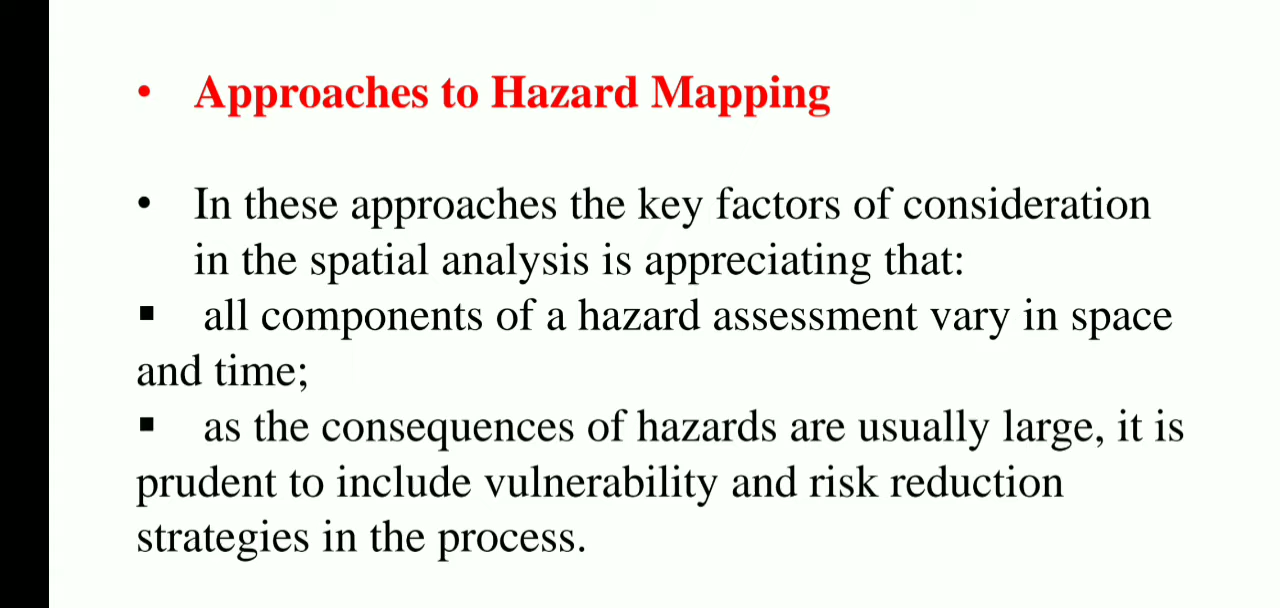 • Approaches to Hazard Mapping
• In these approaches the key factors of consideration
in the spatial analysis is appreciating that:
▪ all components of a hazard assessment vary in space
and time;
▪ as the consequences of hazards are usually large, it is
prudent to include vulnerability and risk reduction
strategies in the process.